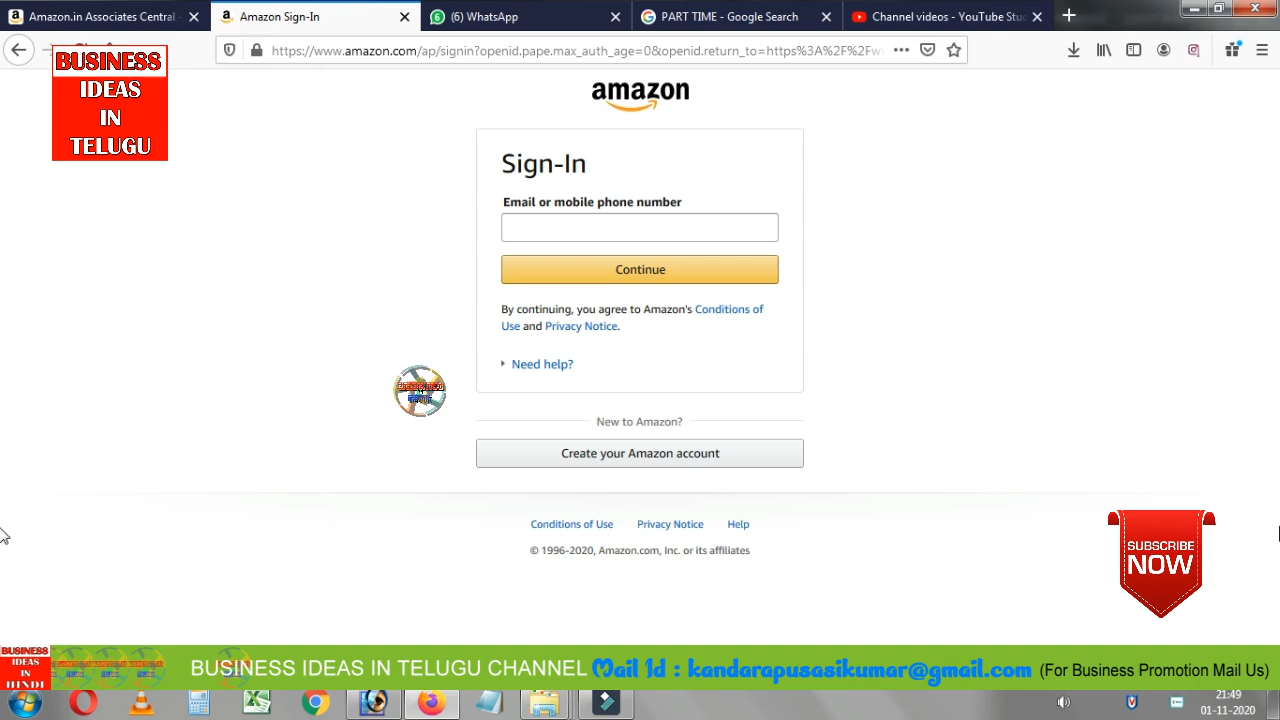 Amazon.in Associates Central -
Amazon Sign-In
(6) WhatsApp
PART TIME - Google Search
Channel videos - YouTube Stu
https://www.amazon.com/ap/signin?openid.pape.max_auth_age=0&openid.return_to=https%3A%2F%2Fw
BUSINESS
IDEAS
IN
TELUGU
amazon
Sign-In
Email or mobile phone number
Continue
By continuing, you agree to Amazon's Conditions of
Use and Privacy Notice.
Need help?
New to Amazon?
Create your Amazon account
Conditions of Use Privacy Notice Help
© 1996-2020, Amazon.com, Inc. or its affiliates
SUBSCRIBE
NOW
BUSINESS
IDEAS
IN
HINDI
BUSINESS IDEAS IN TELUGU CHANNEL Mail Id : kandarapusasikumar@gmail.com (For Business Promotion Mail Us)
21:49
01-11-2020